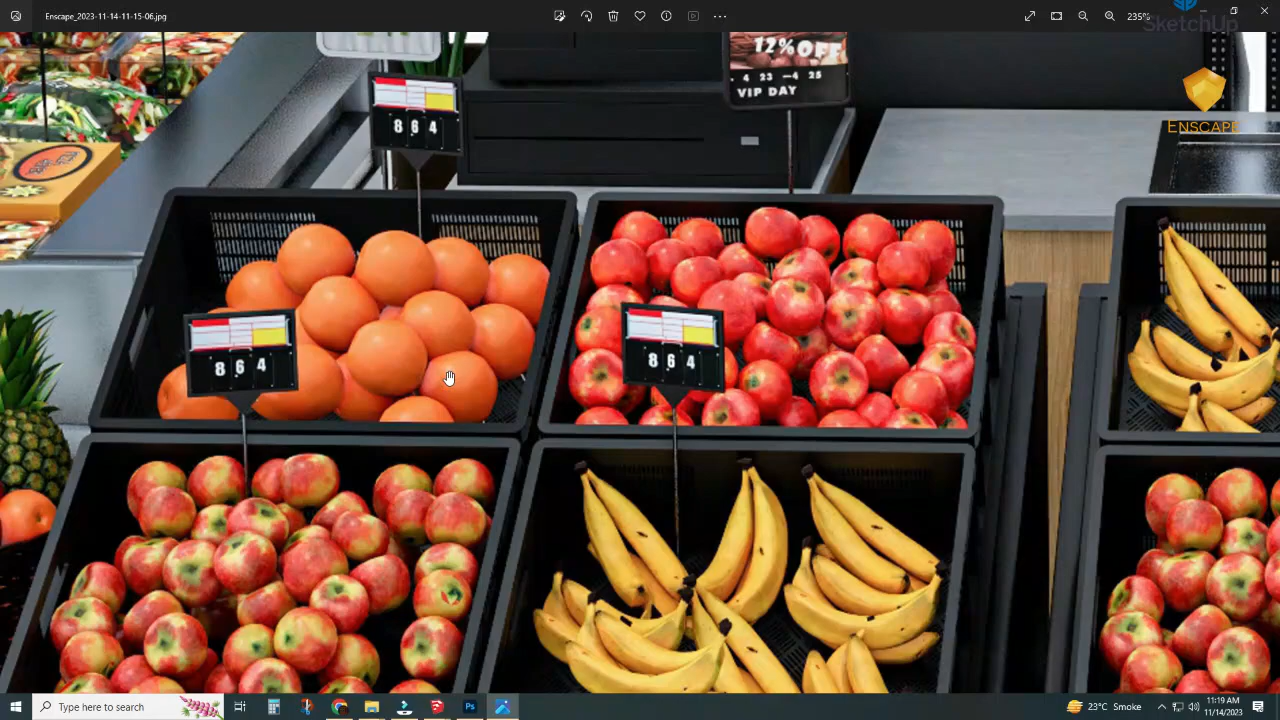 Enscape_2023-11-14-11-15-06.jpg
235%
SketchUp
ENSCAPE
12%OFF
4 23 —4 25
VIP DAY
8 6 4
8 6 4
8 6 4
Type here to search
Ps
23°C Smoke
11:19 AM
11/14/2023